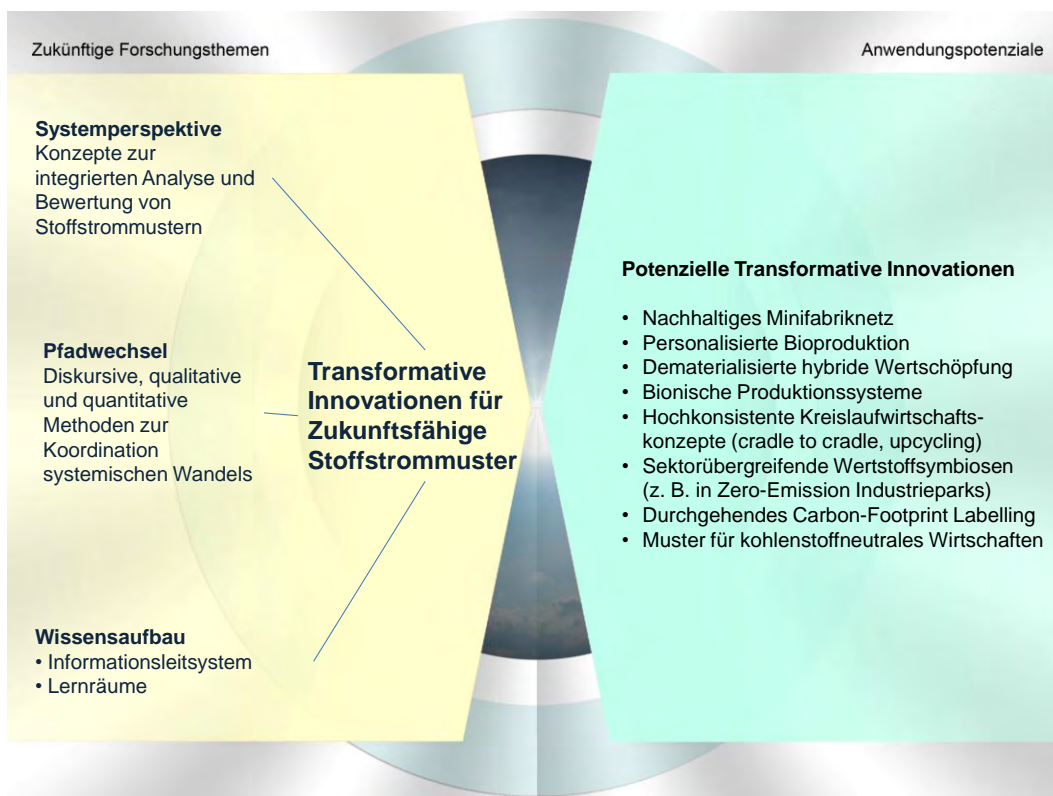 Zukünftige Forschungsthemen
Anwendungspotenziale
Systemperspektive
Konzepte zur
integrierten Analyse und
Bewertung von
Stoffstrommustern
Pfadwechsel
Diskursive, qualitative
und quantitative
Methoden zur
Koordination
systemischen Wandels
Wissensaufbau
• Informationsleitsystem
• Lernräume
Transformative
Innovationen für
Zukunftsfähige
Stoffstrommuster
Potenzielle Transformative Innovationen
• Nachhaltiges Minifabriknetz
• Personalisierte Bioproduktion
• Dematerialisierte hybride Wertschöpfung
• Bionische Produktionssysteme
• Hochkonsistente Kreislaufwirtschafts-
konzepte (cradle to cradle, upcycling)
• Sektorübergreifende Wertstoffsymbiosen
(z. B. in Zero-Emission Industrieparks)
• Durchgehendes Carbon-Footprint Labelling
• Muster für kohlenstoffneutrales Wirtschaften